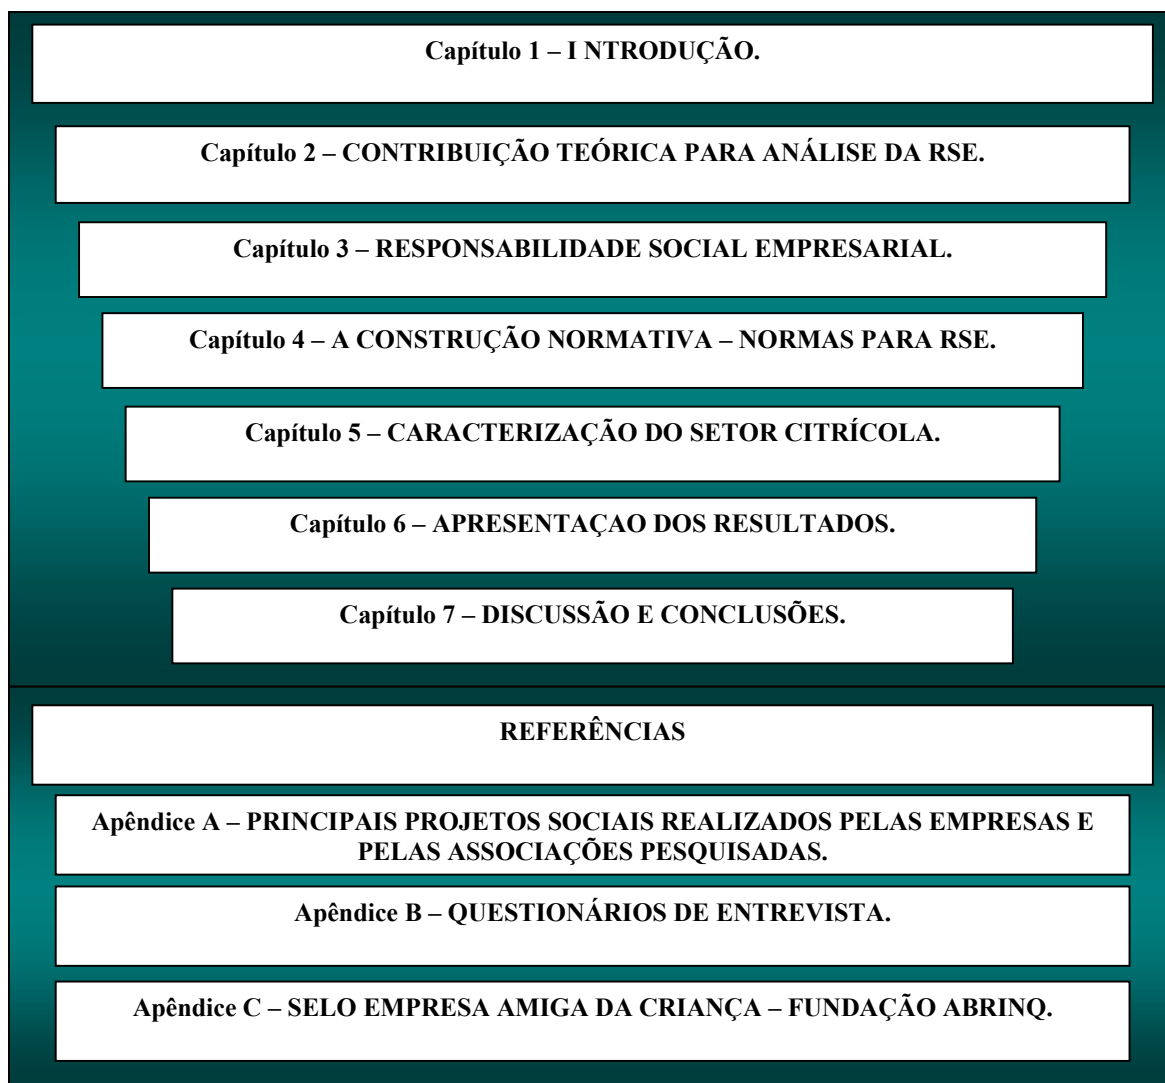 Capítulo 1 – I NTRODUÇÃO.
Capítulo 2 – CONTRIBUIÇÃO TEÓRICA PARA ANÁLISE DA RSE.
Capítulo 3 – RESPONSABILIDADE SOCIAL EMPRESARIAL.
Capítulo 4 – A CONSTRUÇÃO NORMATIVA – NORMAS PARA RSE.
Capítulo 5 – CARACTERIZAÇÃO DO SETOR CITRÍCOLA.
Capítulo 6 – APRESENTAÇAO DOS RESULTADOS.
Capítulo 7 – DISCUSSÃO E CONCLUSÕES.
REFERÊNCIAS
Apêndice A – PRINCIPAIS PROJETOS SOCIAIS REALIZADOS PELAS EMPRESAS E
PELAS ASSOCIAÇÕES PESQUISADAS.
Apêndice B – QUESTIONÁRIOS DE ENTREVISTA.
Apêndice C – SELO EMPRESA AMIGA DA CRIANÇA – FUNDAÇÃO ABRINQ.